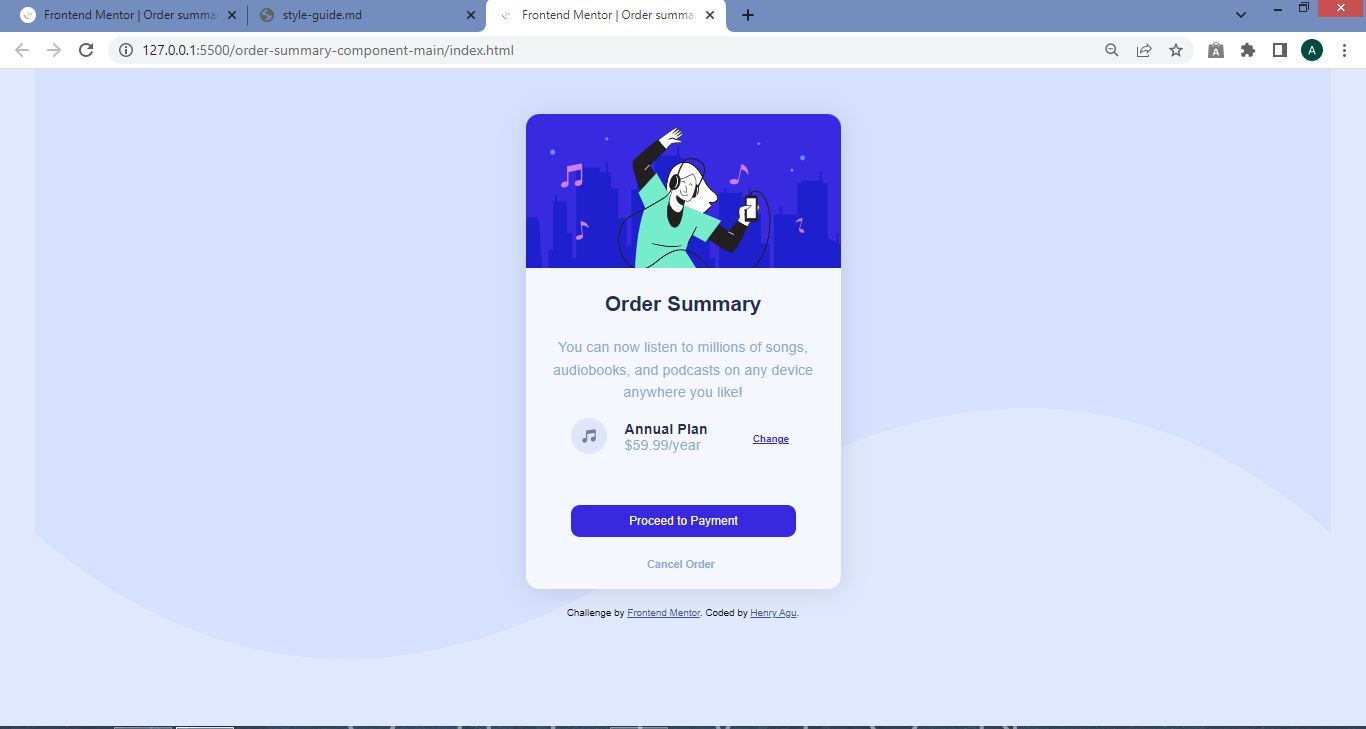 Frontend Mentor | Order summa
style-guide.md
Frontend Mentor | Order summa
127.0.0.1:5500/order-summary-component-main/index.html
A
A
Order Summary
You can now listen to millions of songs,
audiobooks, and podcasts on any device
anywhere you like!
Annual Plan
$59.99/year
Change
Proceed to Payment
Cancel Order
Challenge by Frontend Mentor. Coded by Henry Agu.